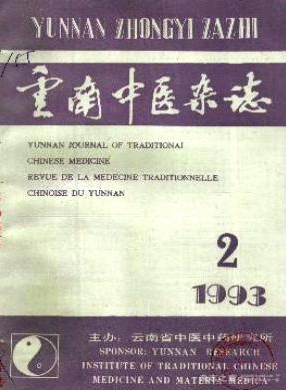 YUNNAN ZHONGYI ZAZHI
雲南中医杂志
YUNNAN JOURNAL OF TRADITIONAL
CHINESE MEDICINE
REVUE DE LA MEDECINE TRADITIONNELLE
CHINOISE DU YUNNAN
2
1993
主办：云南省中医中药研究所
SPONSOR: YUNNAN RESEARCH
INSTITUTE OF TRADITIONAL CHINESE
MEDICINE AND MATERIA MEDICA